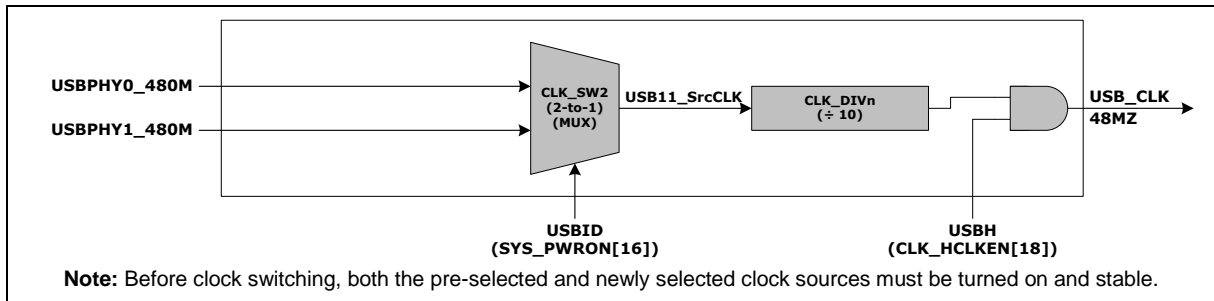 USBPHY0_480M
USBPHY1_480M
CLK_SW2
(2-to-1)
(MUX)
USB11_SrcCLK
CLK_DIVn
(÷ 10)
USB_CLK
48MZ
USBID
(SYS_PWRON[16])
USBH
(CLK_HCLKEN[18])
Note: Before clock switching, both the pre-selected and newly selected clock sources must be turned on and stable.